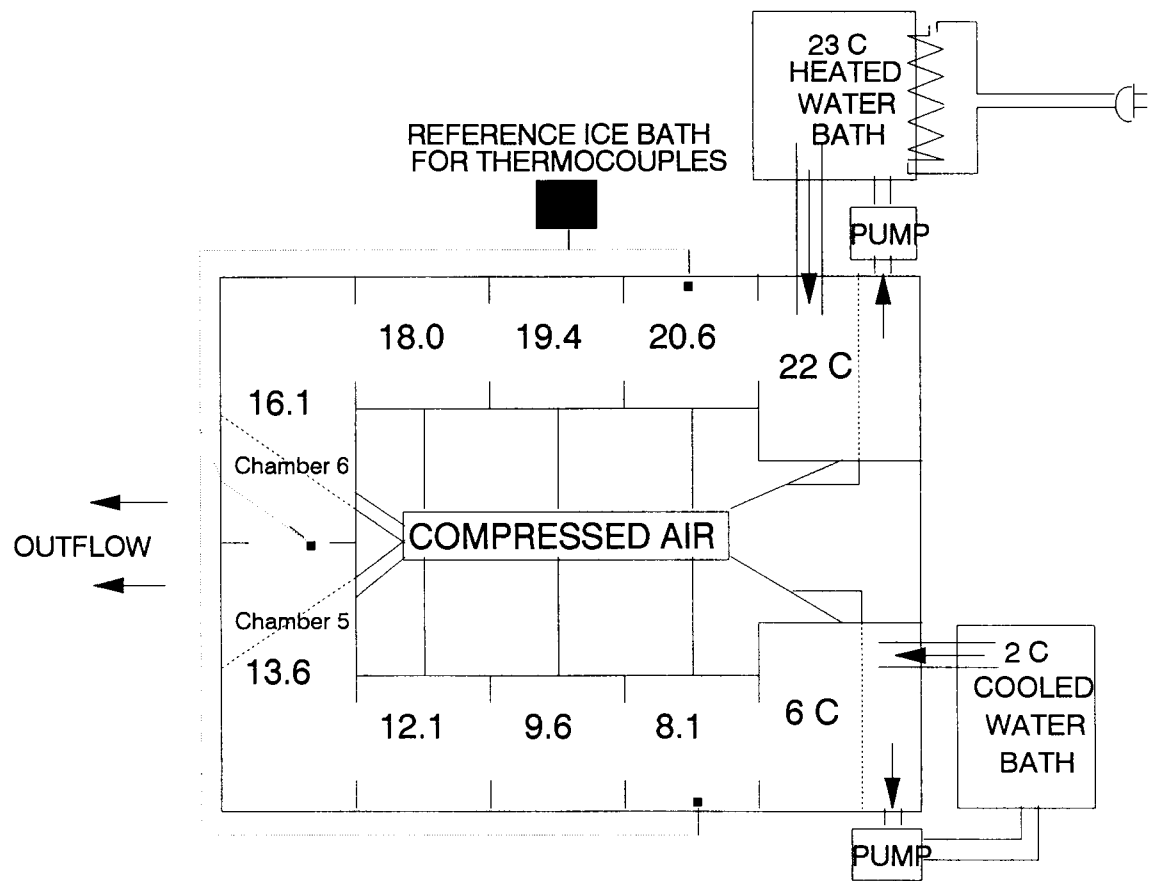 23 C
HEATED
WATER
BATH
REFERENCE ICE BATH
FOR THERMOCOUPLES
PUMP
18.0
19.4
20.6
22 C
16.1
Chamber 6
COMPRESSED AIR
OUTFLOW
Chamber 5
13.6
2 C
COOLED
WATER
BATH
12.1
9.6
8.1
6 C
PUMP